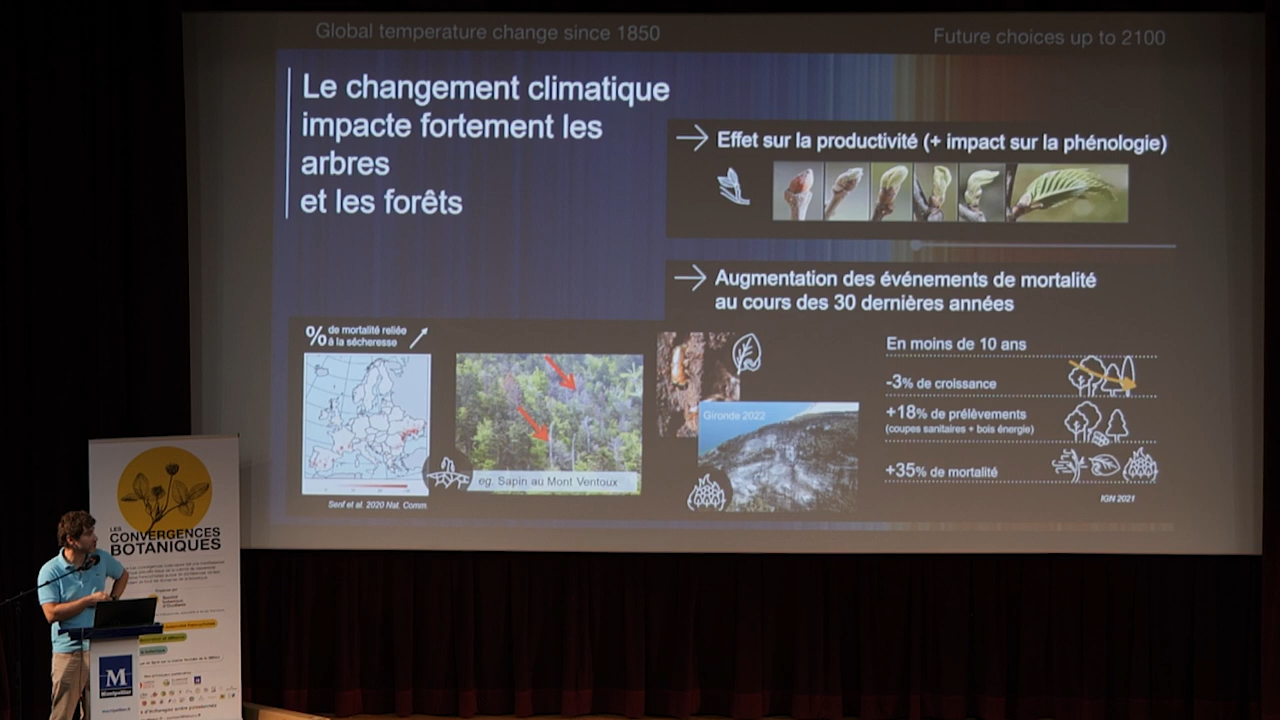 Global temperature change since 1850
Future choices up to 2100
Le changement climatique
impacte fortement les
arbres
et les forêts
Effet sur la productivité (+ impact sur la phénologie)
Augmentation des événements de mortalité
au cours des 30 dernières années
% de mortalité reliée
à la sécheresse
Senf et al. 2020 Nat. Comm.
eg. Sapin au Mont Ventoux
Gironde 2022
En moins de 10 ans
-3% de croissance
+18% de prélèvements
(coupes sanitaires + bois énergie)
+35% de mortalité
IGN 2021
LES
CONVERGENCES
BOTANIQUES
M
Montpellier